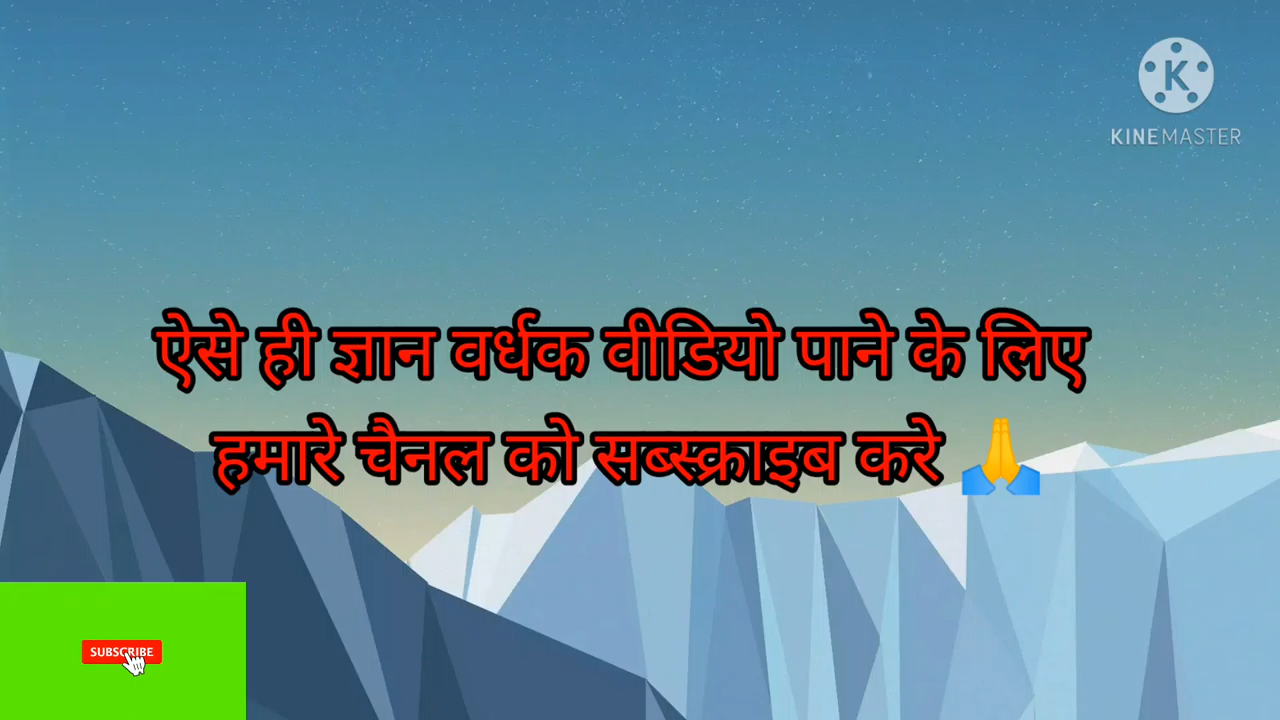 K
KINEMASTER
ऐसे ही ज्ञान वर्धक वीडियो पाने के लिए
हमारे चैनल को सब्स्क्राइब करे 🙏
SUBSCRIBE